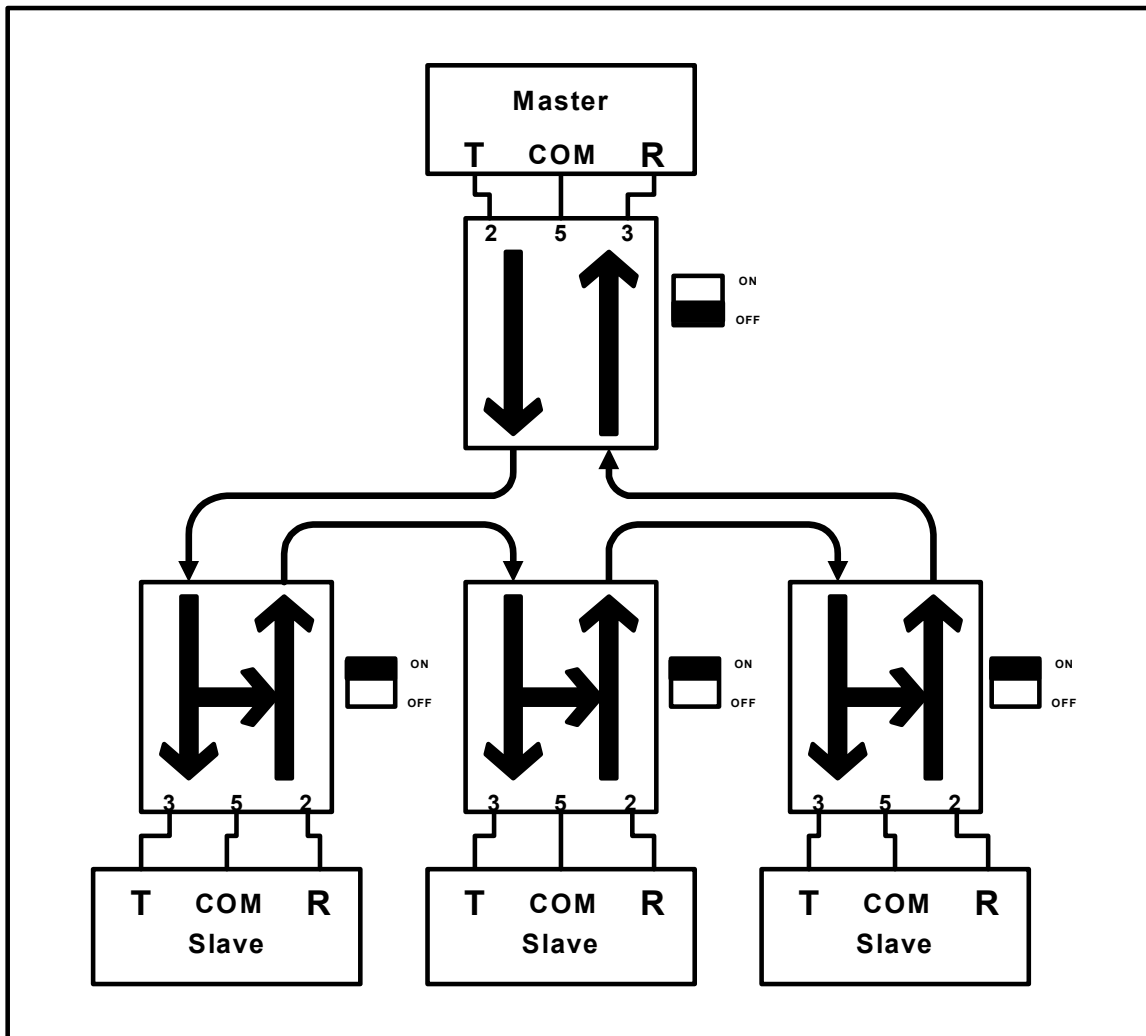 Master
T COM R
2 5 3
ON
OFF
ON ON ON
OFF OFF OFF
3 5 2 3 5 2 3 5 2
T COM R T COM R T COM R
Slave Slave Slave